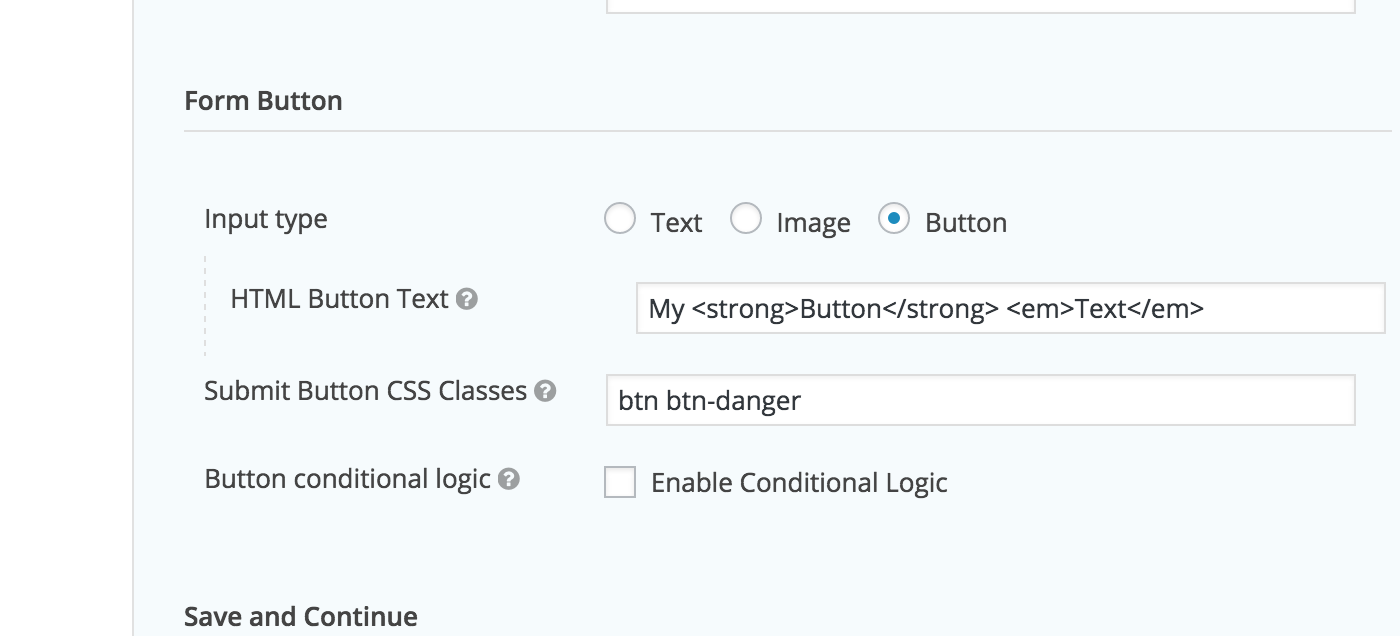 Form Button
Input type
Text Image Button
HTML Button Text ?
My <strong>Button</strong> <em>Text</em>
Submit Button CSS Classes ?
btn btn-danger
Button conditional logic ?
Enable Conditional Logic
Save and Continue